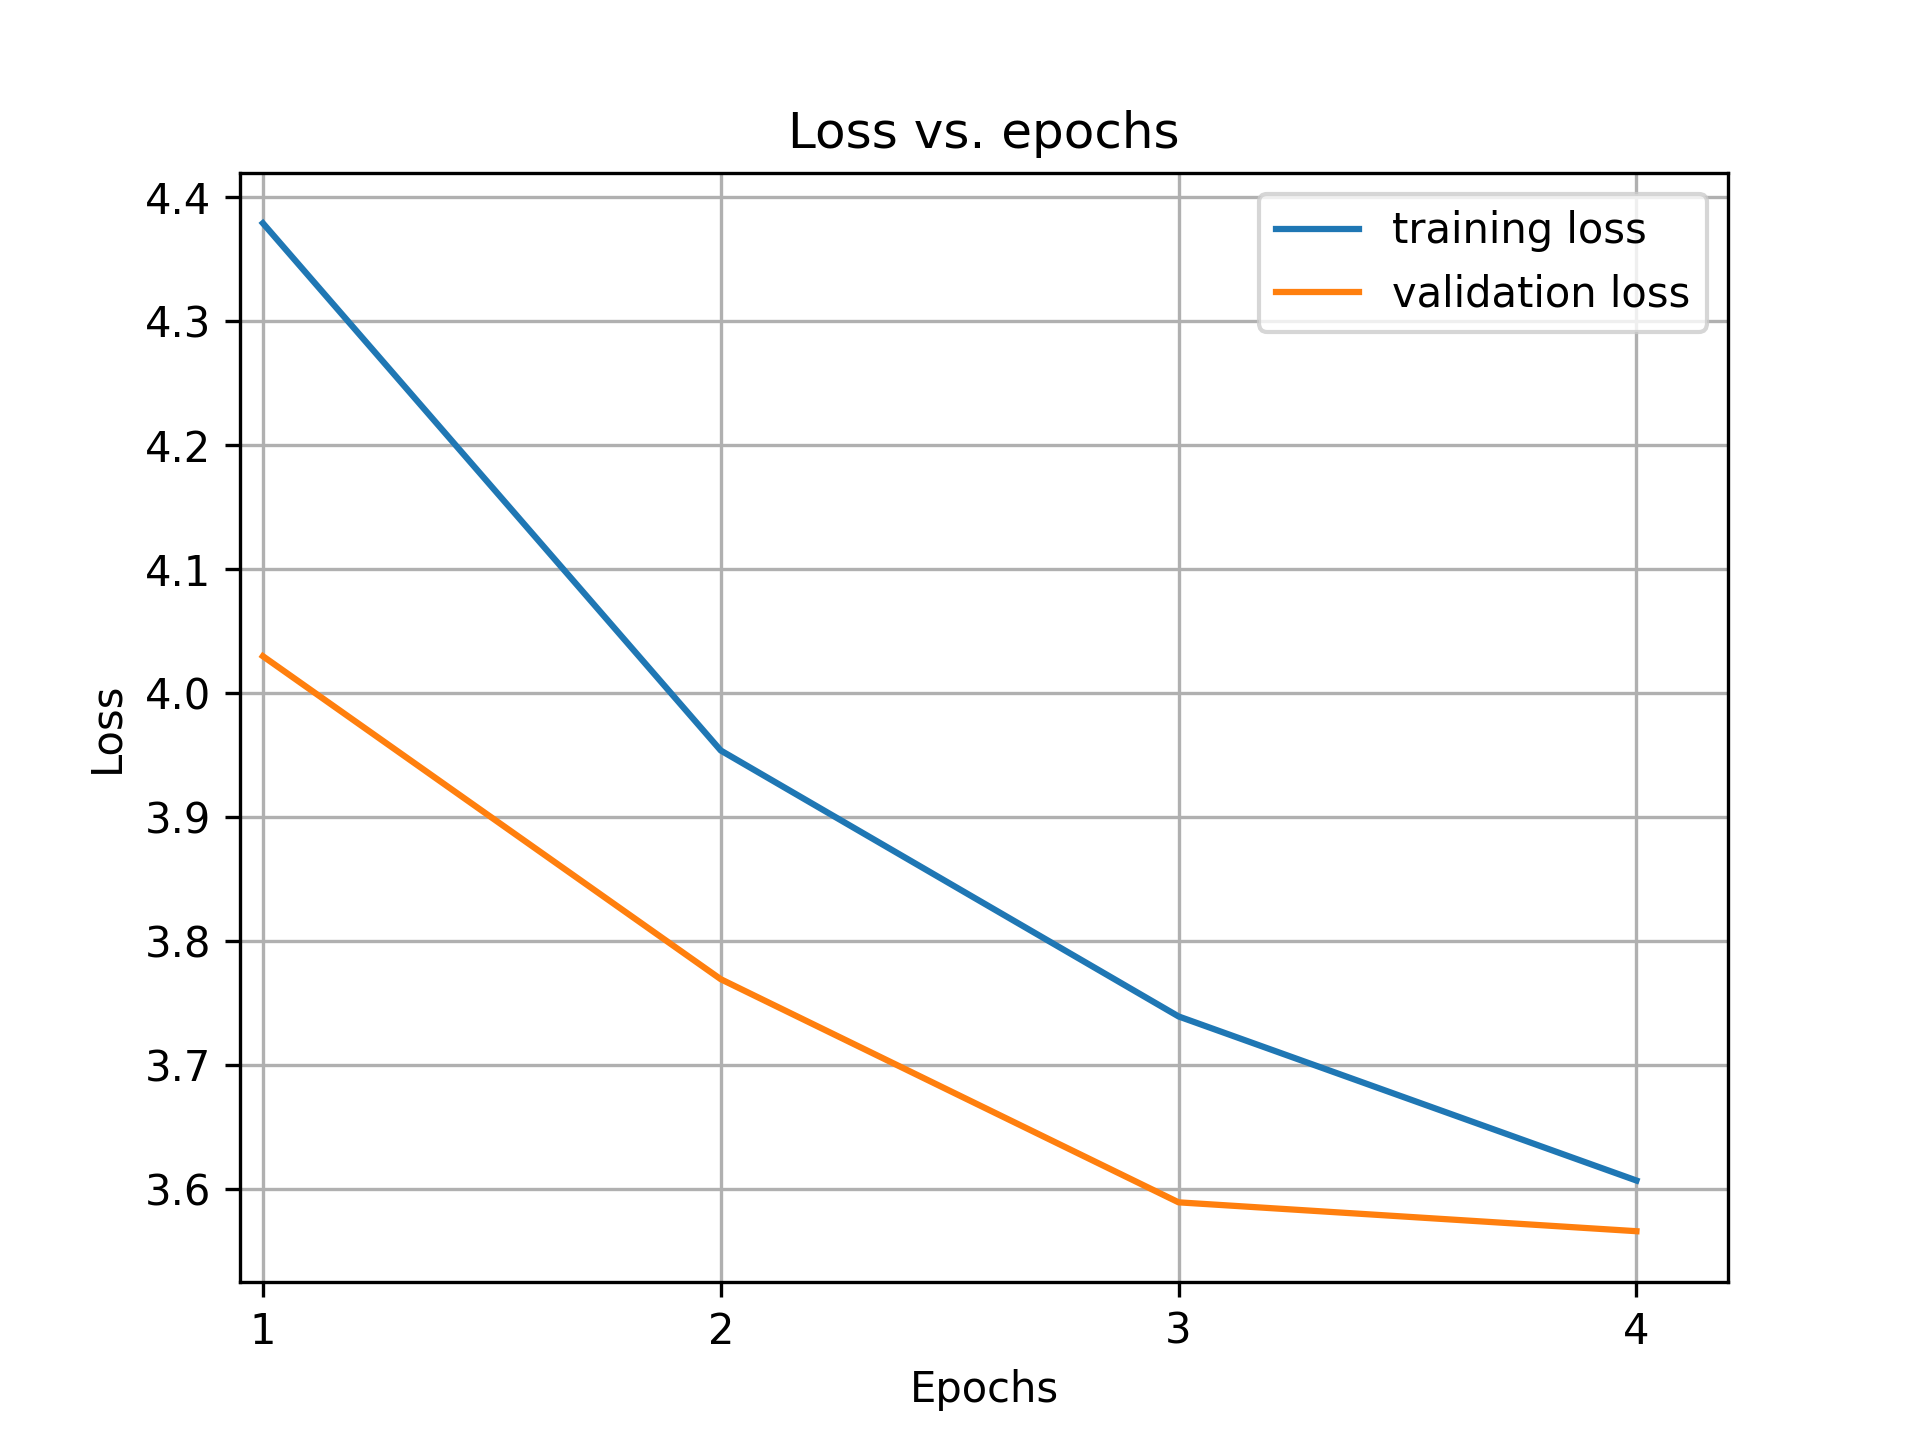 Loss vs. epochs
training loss
validation loss
4.4
4.3
4.2
4.1
4.0
3.9
3.8
3.7
3.6
Loss
1 2 3 4
Epochs